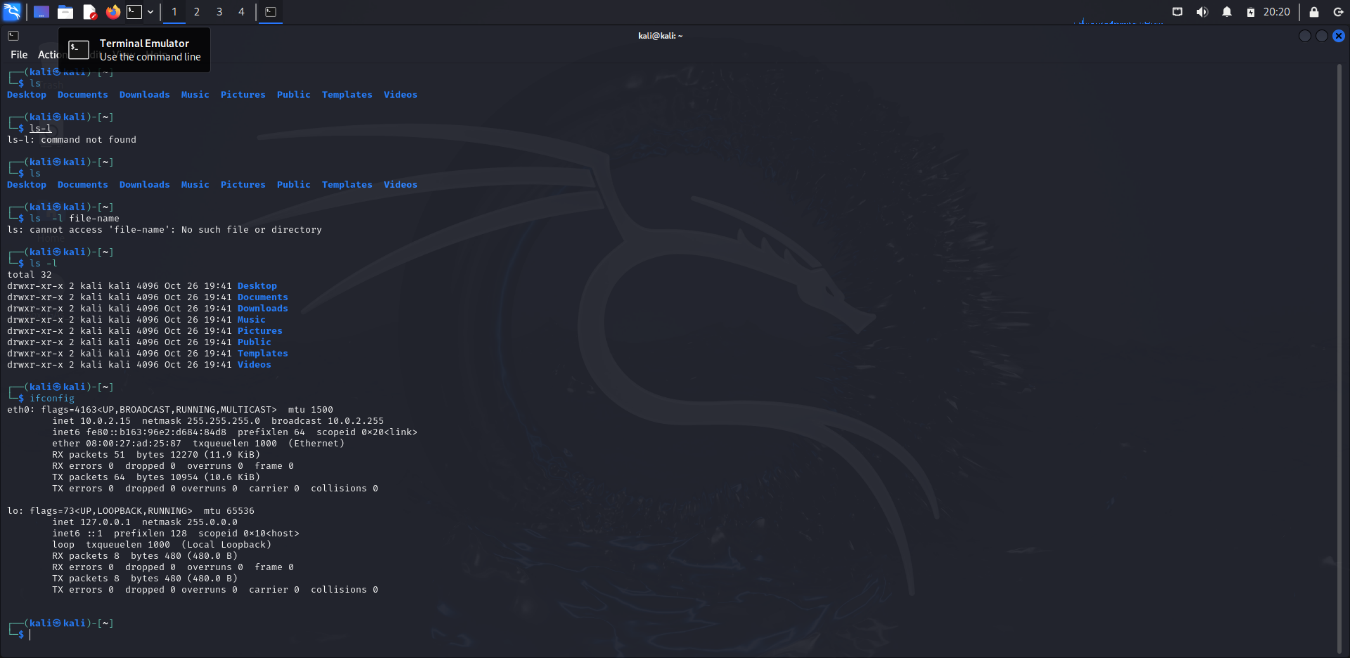 1 2 3 4
20:20
kali@kali: ~
Terminal Emulator
Use the command line
File
┌──(kali㉿kali)-[~]
└─$ ls
Desktop Documents Downloads Music Pictures Public Templates Videos
┌──(kali㉿kali)-[~]
└─$ ls-l
ls-l: command not found
┌──(kali㉿kali)-[~]
└─$ ls
Desktop Documents Downloads Music Pictures Public Templates Videos
┌──(kali㉿kali)-[~]
└─$ ls -l file-name
ls: cannot access 'file-name': No such file or directory
┌──(kali㉿kali)-[~]
└─$ ls -l
total 32
drwxr-xr-x 2 kali kali 4096 Oct 26 19:41 Desktop
drwxr-xr-x 2 kali kali 4096 Oct 26 19:41 Documents
drwxr-xr-x 2 kali kali 4096 Oct 26 19:41 Downloads
drwxr-xr-x 2 kali kali 4096 Oct 26 19:41 Music
drwxr-xr-x 2 kali kali 4096 Oct 26 19:41 Pictures
drwxr-xr-x 2 kali kali 4096 Oct 26 19:41 Public
drwxr-xr-x 2 kali kali 4096 Oct 26 19:41 Templates
drwxr-xr-x 2 kali kali 4096 Oct 26 19:41 Videos
┌──(kali㉿kali)-[~]
└─$ ifconfig
eth0: flags=4163<UP,BROADCAST,RUNNING,MULTICAST> mtu 1500
inet 10.0.2.15 netmask 255.255.255.0 broadcast 10.0.2.255
inet6 fe80::b163:96e2:d684:84d8 prefixlen 64 scopeid 0x20<link>
ether 08:00:27:ad:25:87 txqueuelen 1000 (Ethernet)
RX packets 51 bytes 12270 (11.9 KiB)
RX errors 0 dropped 0 overruns 0 frame 0
TX packets 64 bytes 10954 (10.6 KiB)
TX errors 0 dropped 0 overruns 0 carrier 0 collisions 0
lo: flags=73<UP,LOOPBACK,RUNNING> mtu 65536
inet 127.0.0.1 netmask 255.0.0.0
inet6 ::1 prefixlen 128 scopeid 0x10<host>
loop txqueuelen 1000 (Local Loopback)
RX packets 8 bytes 480 (480.0 B)
RX errors 0 dropped 0 overruns 0 frame 0
TX packets 8 bytes 480 (480.0 B)
TX errors 0 dropped 0 overruns 0 carrier 0 collisions 0
┌──(kali㉿kali)-[~]
└─$